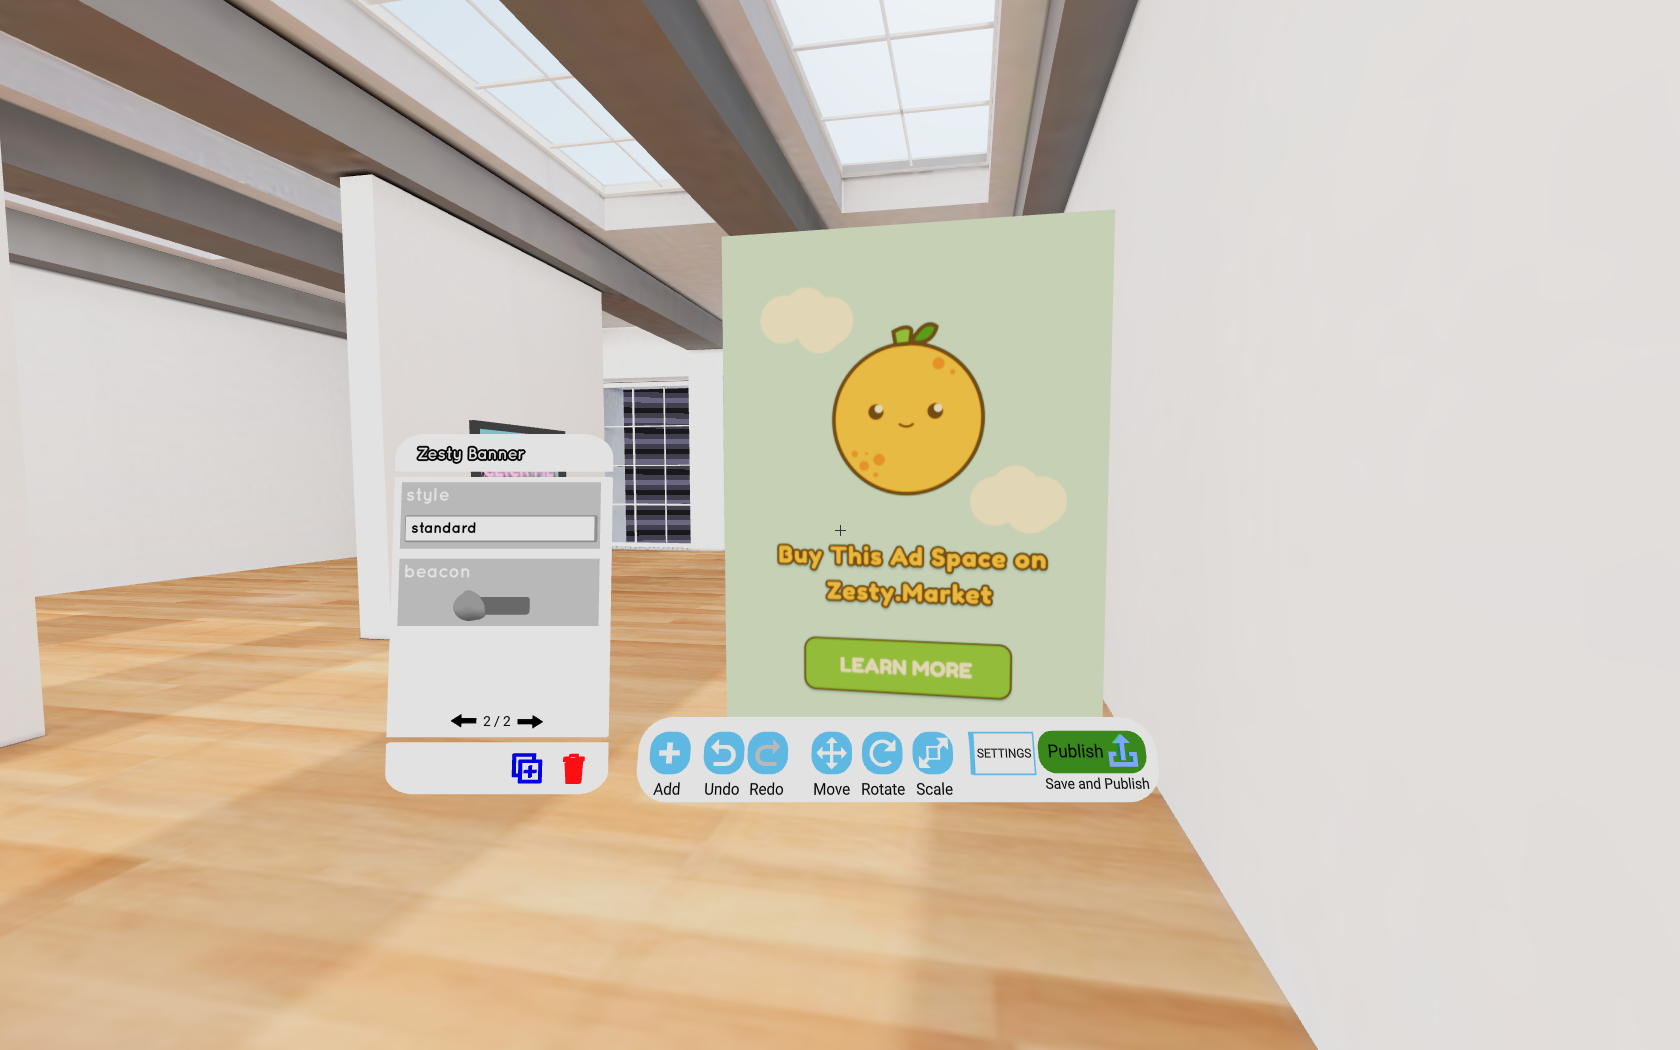 Zesty Banner
style
standard
beacon
2 / 2
Buy This Ad Space on
Zesty.Market
LEARN MORE
Add
Undo
Redo
Move
Rotate
Scale
SETTINGS
Publish
Save and Publish